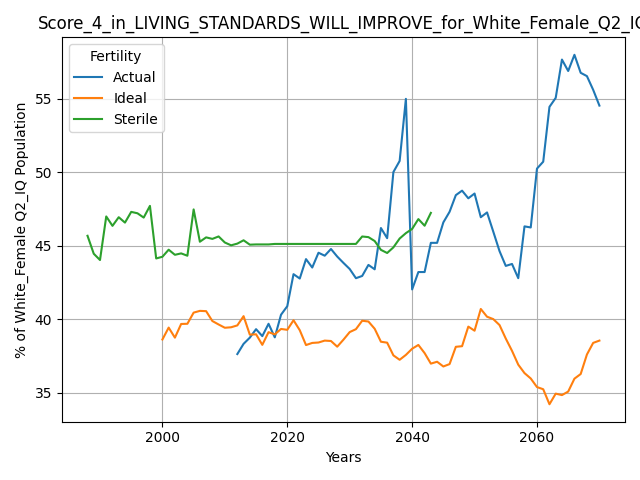 Score_4_in_LIVING_STANDARDS_WILL_IMPROVE_for_White_Female_Q2_IQ
Fertility
Actual
Ideal
Sterile
% of White_Female Q2_IQ Population
55
50
45
40
35
2000
2020
2040
2060
Years